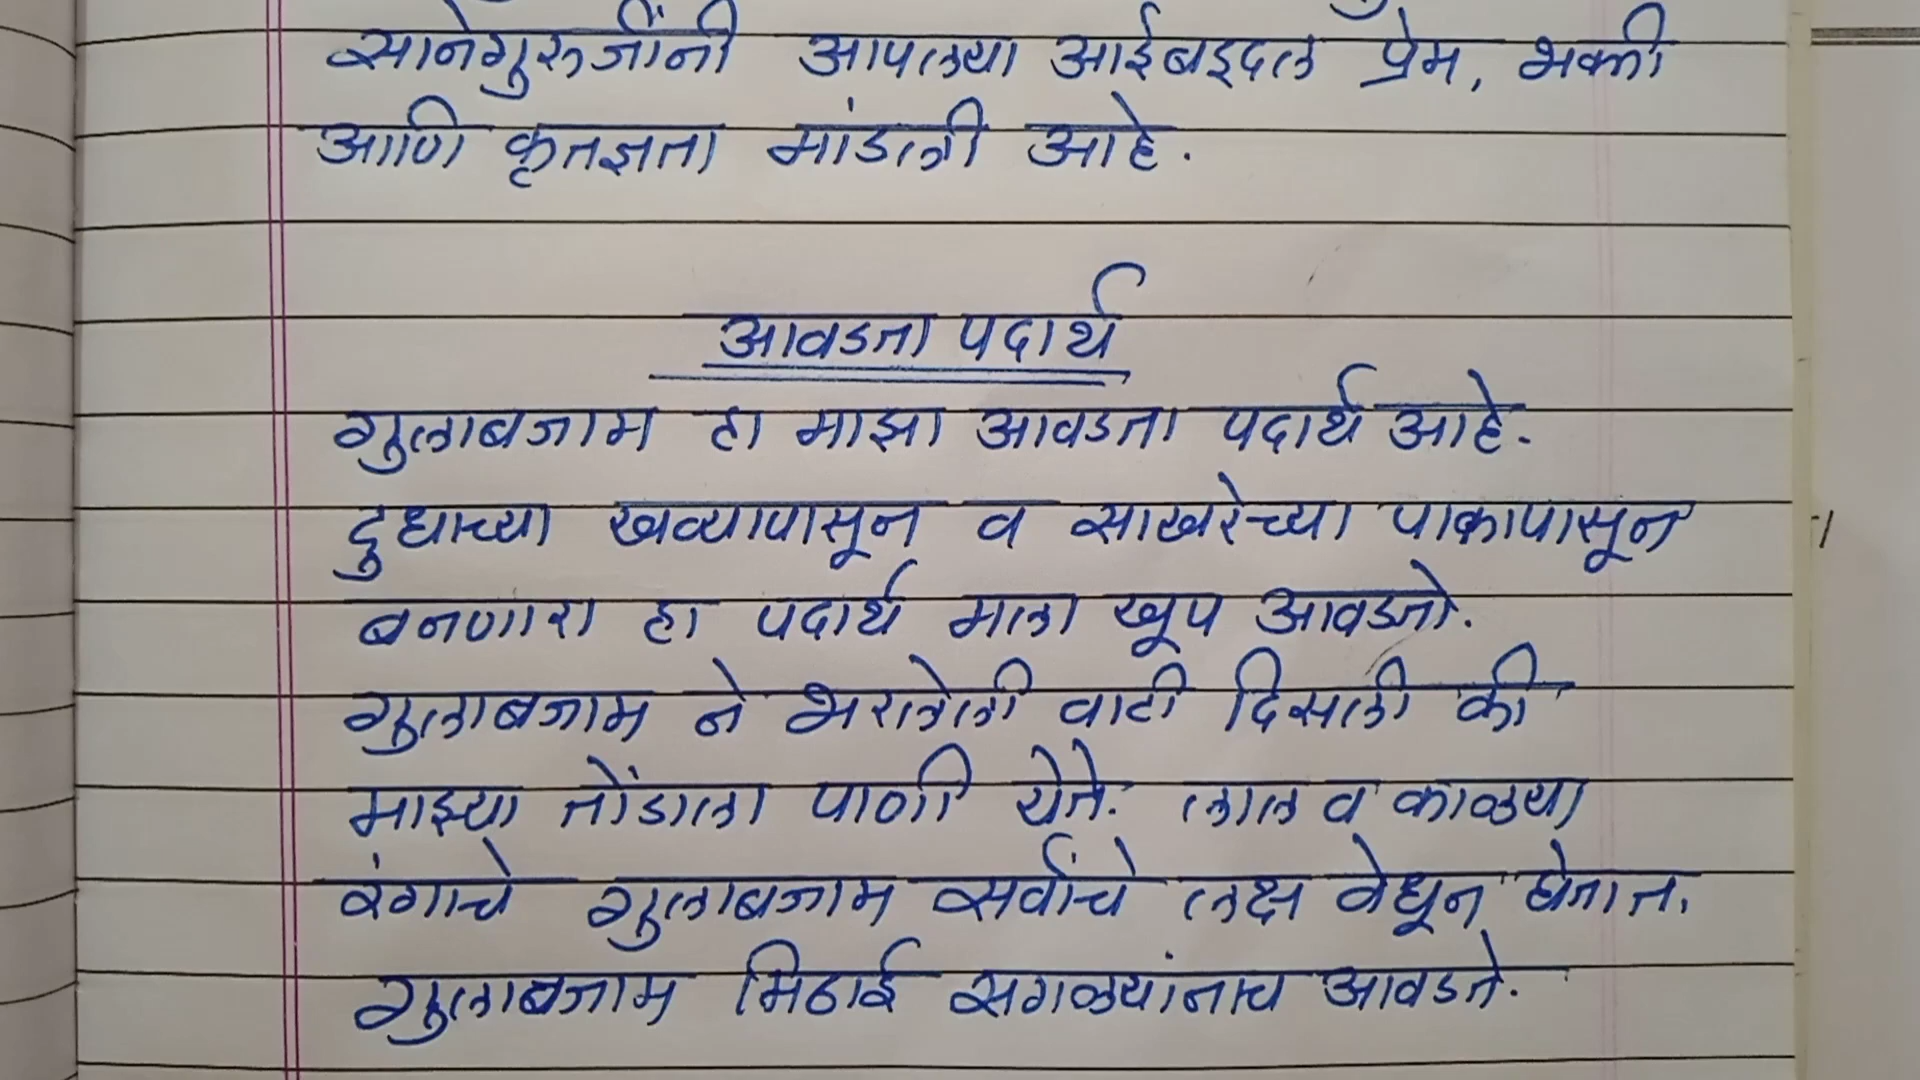 सानेगुरुजींनी आपल्या आईबद्दल प्रेम, भक्ती
आणि कृतज्ञता मांडली आहे.
आवडता पदार्थ
गुलाबजाम हा माझा आवडता पदार्थ आहे.
दुधाच्या खव्यापासून व साखरेच्या पाकापासून
बनणारा हा पदार्थ मला खूप आवडतो.
गुलाबजाम ने भरलेली वाटी दिसली की
माझ्या तोंडाला पाणी येते. लाल व काळ्या
रंगाचे गुलाबजाम सर्वांचे लक्ष वेधून घेतात.
गुलाबजाम मिठाई सगळ्यांनाच आवडते.